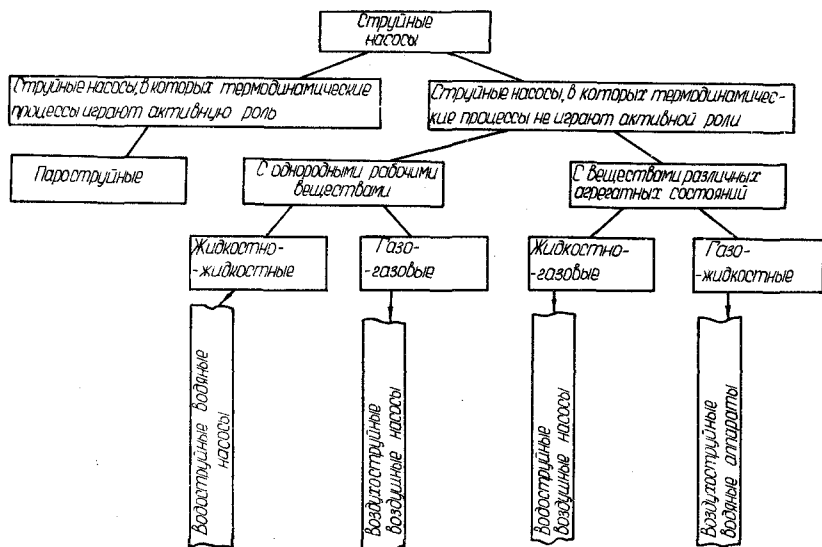 Струйные
насосы
Струйные насосы, в которых термодинамические
процессы играют активную роль
Струйные насосы, в которых термодинамичес-
кие процессы не играют активной роли
Пароструйные
С однородными рабочими
веществами
С веществами различных
агрегатных состояний
Жидкостно-
-жидкостные
Газо-
-газовые
Жидкостно-
-газовые
Газо-
-жидкостные
Водоструйные водяные
насосы
Воздухоструйные
воздушные насосы
Водоструйные
воздушные насосы
Воздухоструйные
водяные аппараты